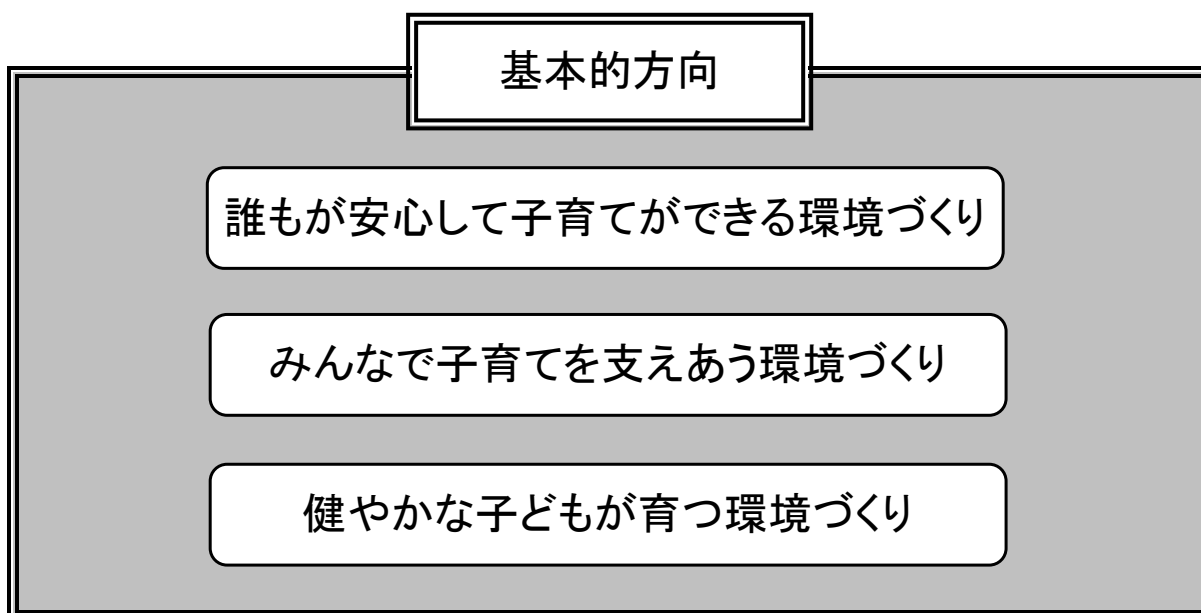 基本的方向
誰もが安心して子育てができる環境づくり
みんなで子育てを支えあう環境づくり
健やかな子どもが育つ環境づくり